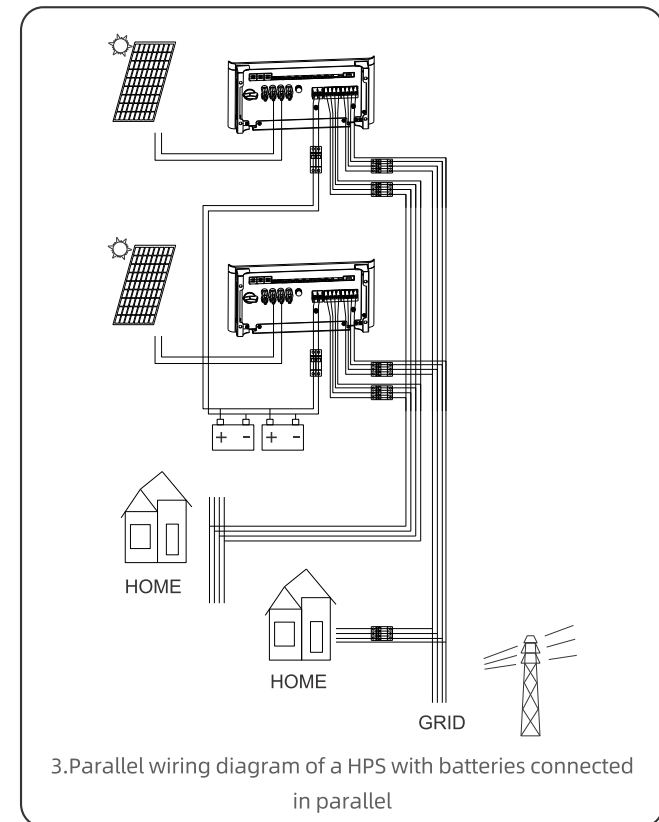 + - + -
HOME
HOME
GRID
3.Parallel wiring diagram of a HPS with batteries connected
in parallel